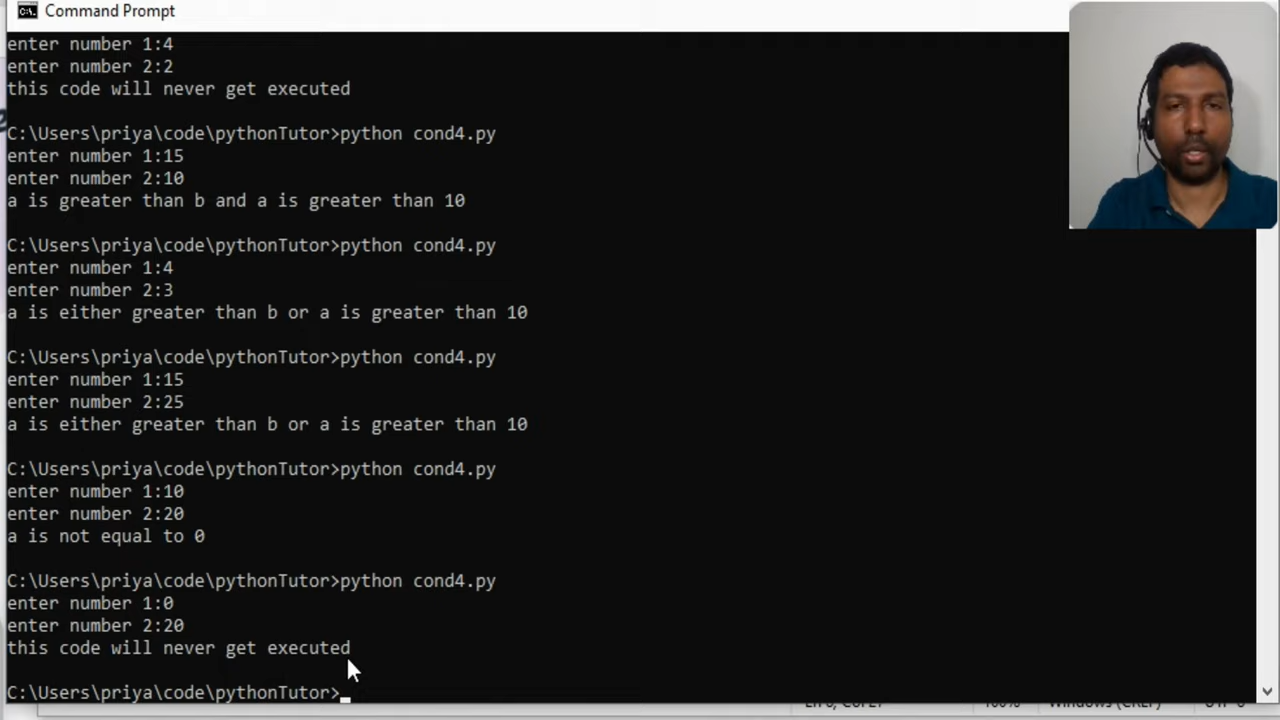 Command Prompt
enter number 1:4
enter number 2:2
this code will never get executed
C:\Users\priya\code\pythonTutor>python cond4.py
enter number 1:15
enter number 2:10
a is greater than b and a is greater than 10
C:\Users\priya\code\pythonTutor>python cond4.py
enter number 1:4
enter number 2:3
a is either greater than b or a is greater than 10
C:\Users\priya\code\pythonTutor>python cond4.py
enter number 1:15
enter number 2:25
a is either greater than b or a is greater than 10
C:\Users\priya\code\pythonTutor>python cond4.py
enter number 1:10
enter number 2:20
a is not equal to 0
C:\Users\priya\code\pythonTutor>python cond4.py
enter number 1:0
enter number 2:20
this code will never get executed
C:\Users\priya\code\pythonTutor>